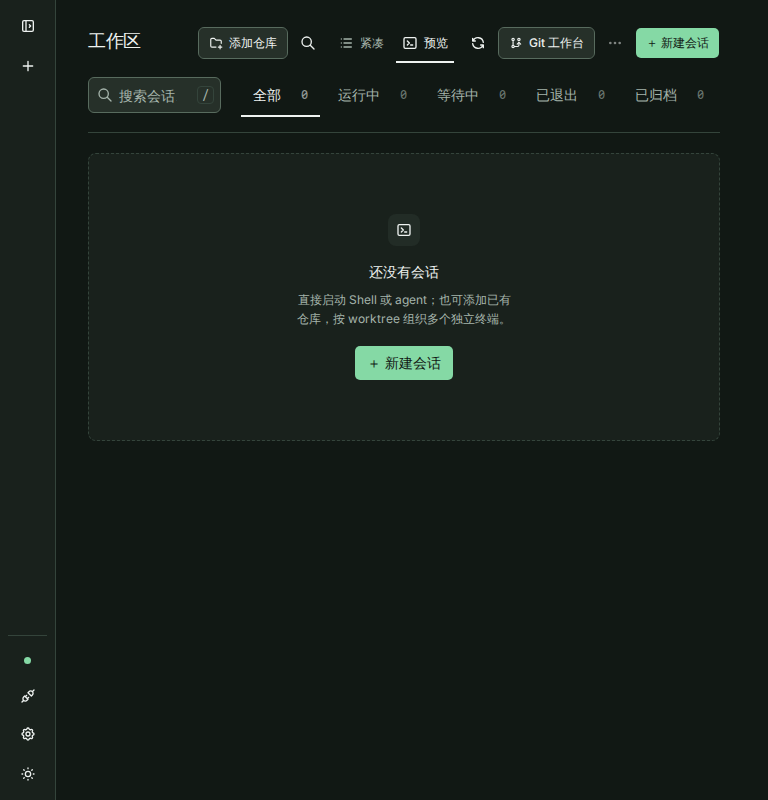 工作区
添加仓库
紧凑
预览
Git 工作台
+ 新建会话
搜索会话 /
全部 0
运行中 0
等待中 0
已退出 0
已归档 0
还没有会话
直接启动 Shell 或 agent；也可添加已有
仓库，按 worktree 组织多个独立终端。
+ 新建会话